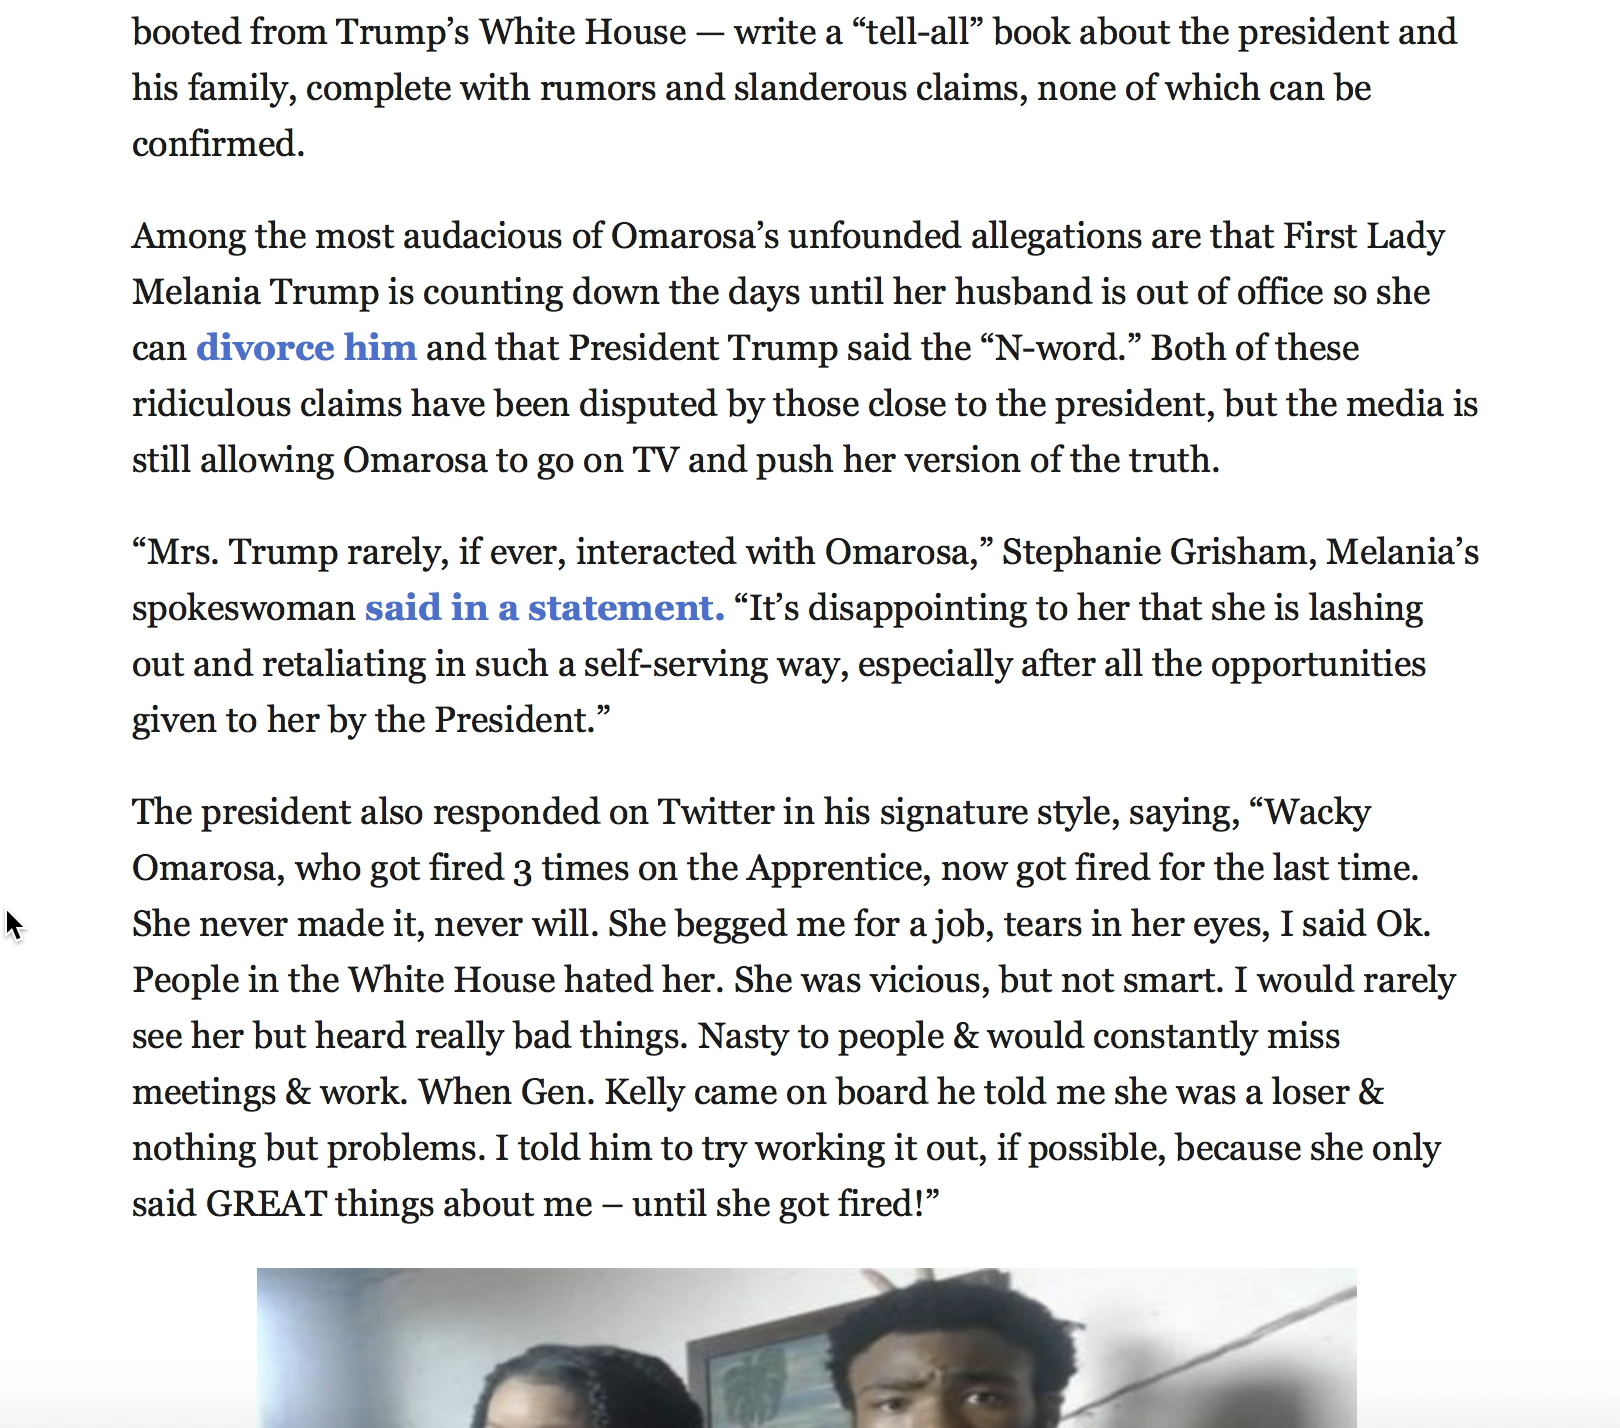 booted from Trump’s White House — write a “tell-all” book about the president and
his family, complete with rumors and slanderous claims, none of which can be
confirmed.
Among the most audacious of Omarosa’s unfounded allegations are that First Lady
Melania Trump is counting down the days until her husband is out of office so she
can divorce him and that President Trump said the “N-word.” Both of these
ridiculous claims have been disputed by those close to the president, but the media is
still allowing Omarosa to go on TV and push her version of the truth.
“Mrs. Trump rarely, if ever, interacted with Omarosa,” Stephanie Grisham, Melania’s
spokeswoman said in a statement. “It’s disappointing to her that she is lashing
out and retaliating in such a self-serving way, especially after all the opportunities
given to her by the President.”
The president also responded on Twitter in his signature style, saying, “Wacky
Omarosa, who got fired 3 times on the Apprentice, now got fired for the last time.
She never made it, never will. She begged me for a job, tears in her eyes, I said Ok.
People in the White House hated her. She was vicious, but not smart. I would rarely
see her but heard really bad things. Nasty to people & would constantly miss
meetings & work. When Gen. Kelly came on board he told me she was a loser &
nothing but problems. I told him to try working it out, if possible, because she only
said GREAT things about me – until she got fired!”